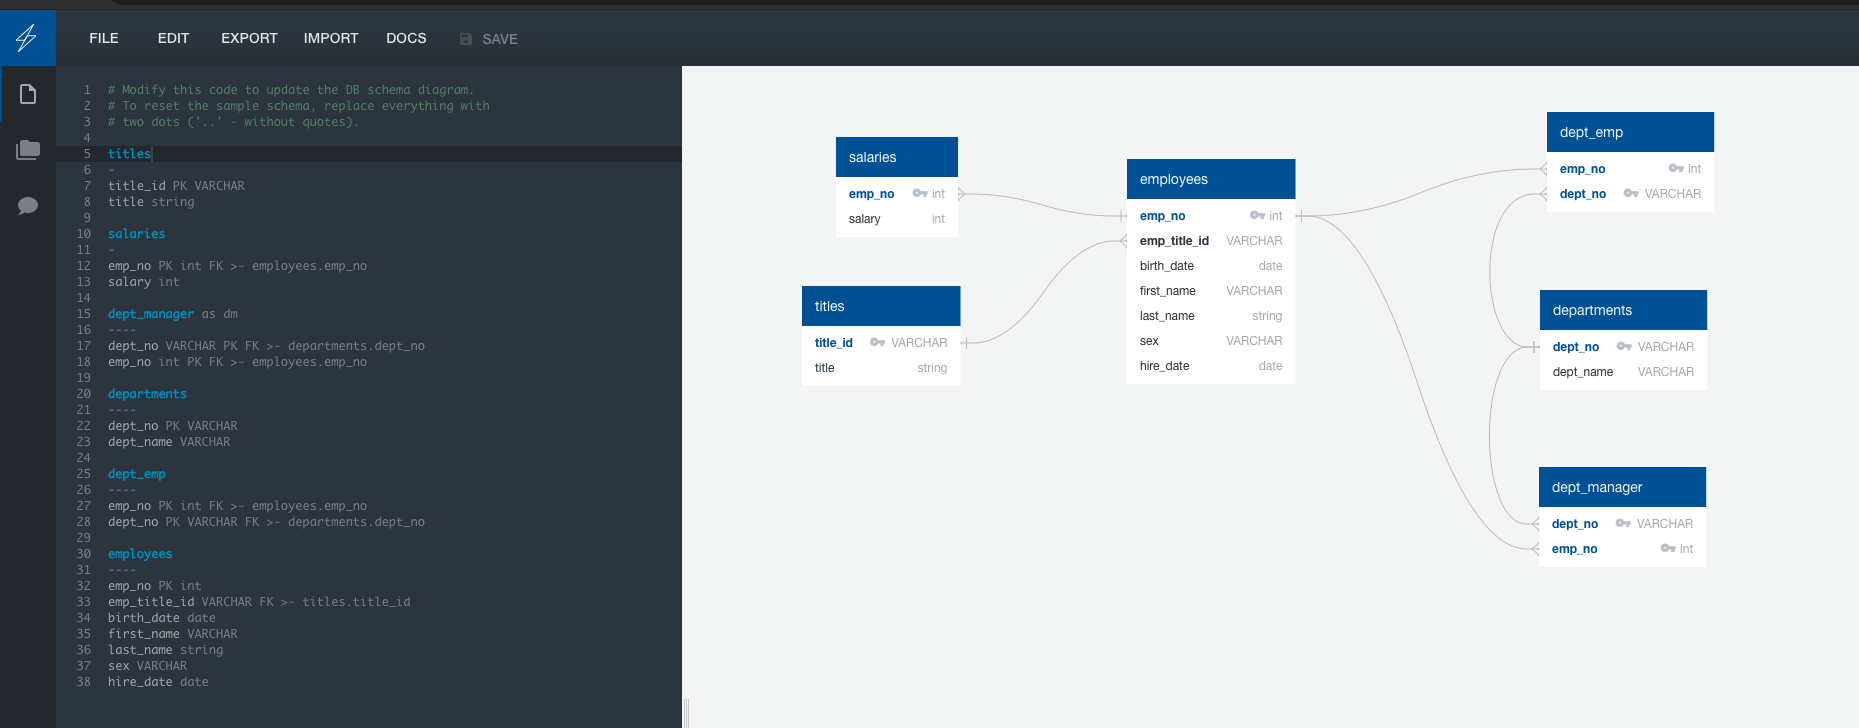 FILE EDIT EXPORT IMPORT DOCS SAVE
1 # Modify this code to update the DB schema diagram.
2 # To reset the sample schema, replace everything with
3 # two dots ('..' - without quotes).
4
5 titles
6 -
7 title_id PK VARCHAR
8 title string
9
10 salaries
11 -
12 emp_no PK int FK >- employees.emp_no
13 salary int
14
15 dept_manager as dm
16 ----
17 dept_no VARCHAR PK FK >- departments.dept_no
18 emp_no int PK FK >- employees.emp_no
19
20 departments
21 ----
22 dept_no PK VARCHAR
23 dept_name VARCHAR
24
25 dept_emp
26 ----
27 emp_no PK int FK >- employees.emp_no
28 dept_no PK VARCHAR FK >- departments.dept_no
29
30 employees
31 ----
32 emp_no PK int
33 emp_title_id VARCHAR FK >- titles.title_id
34 birth_date date
35 first_name VARCHAR
36 last_name string
37 sex VARCHAR
38 hire_date date
salaries
emp_no int
salary int
titles
title_id VARCHAR
title string
employees
emp_no int
emp_title_id VARCHAR
birth_date date
first_name VARCHAR
last_name string
sex VARCHAR
hire_date date
dept_emp
emp_no int
dept_no VARCHAR
departments
dept_no VARCHAR
dept_name VARCHAR
dept_manager
dept_no VARCHAR
emp_no int